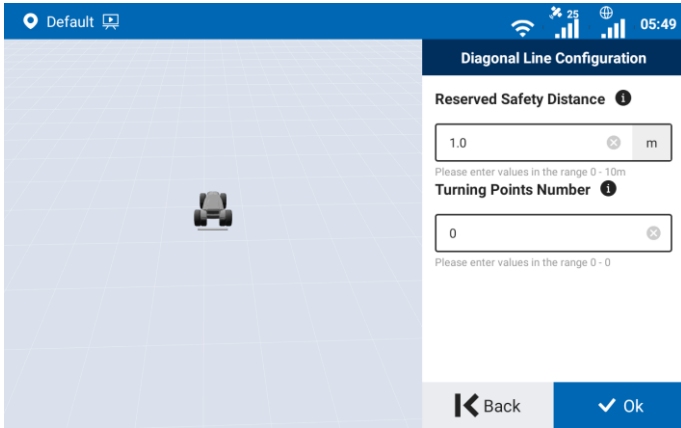 Default
25
05:49
Diagonal Line Configuration
Reserved Safety Distance
1.0
m
Please enter values in the range 0 - 10m
Turning Points Number
0
Please enter values in the range 0 - 0
Back
Ok